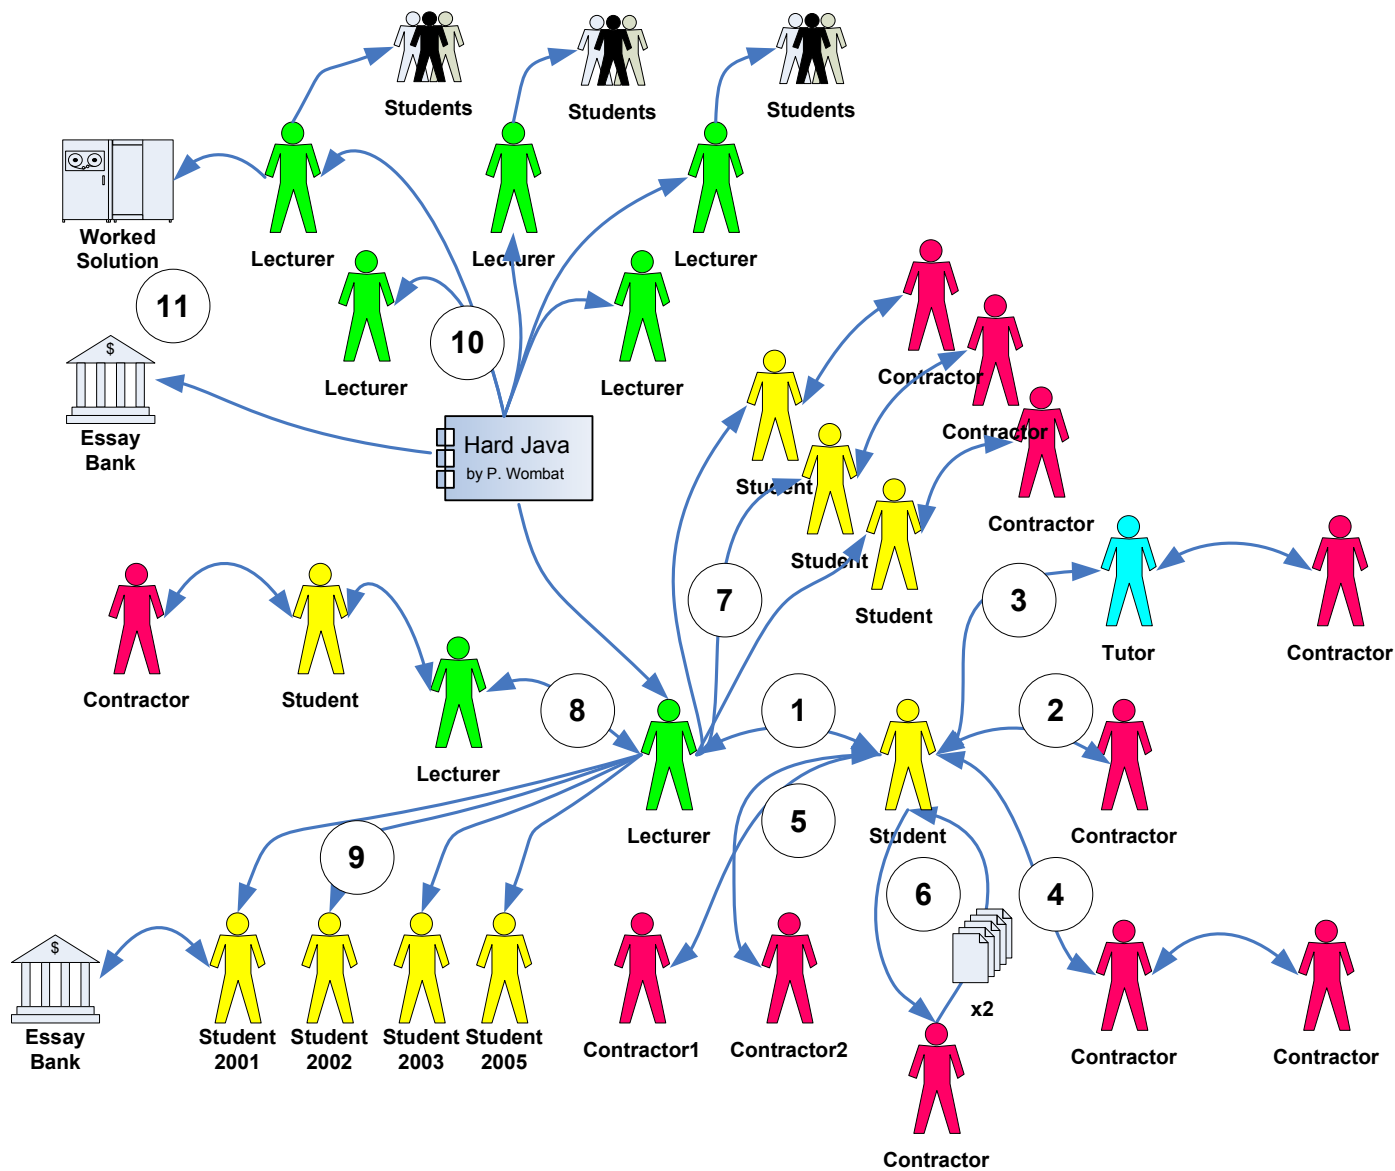 Students
Students
Students
Worked
Solution
Lecturer
Lecturer
Lecturer
11
$
10
Lecturer
Lecturer
Contractor
Essay
Bank
Hard Java
by P. Wombat
Contractor
Student
Contractor
Student
Student
7
3
Tutor
Contractor
Contractor
Student
8
1
2
Lecturer
Lecturer
5
Student
Contractor
9
6
4
$
x2
Essay
Bank
Student
2001
Student
2002
Student
2003
Student
2005
Contractor1
Contractor2
Contractor
Contractor
Contractor